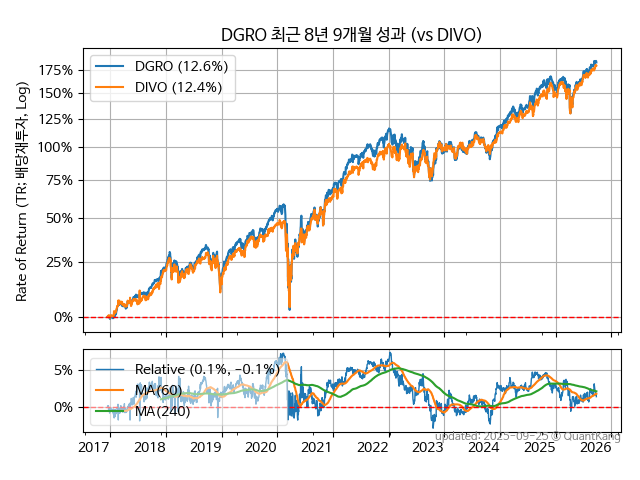 DGRO 최근 8년 9개월 성과 (vs DIVO)
Rate of Return (TR: 배당재투자, Log)
175%
150%
125%
100%
75%
50%
25%
0%
DGRO (12.6%)
DIVO (12.4%)
5%
0%
Relative (0.1%, −0.1%)
MA(60)
MA(240)
2017 2018 2019 2020 2021 2022 2023 2024 2025 2026
updated: 2025-09-25 © QuantKang